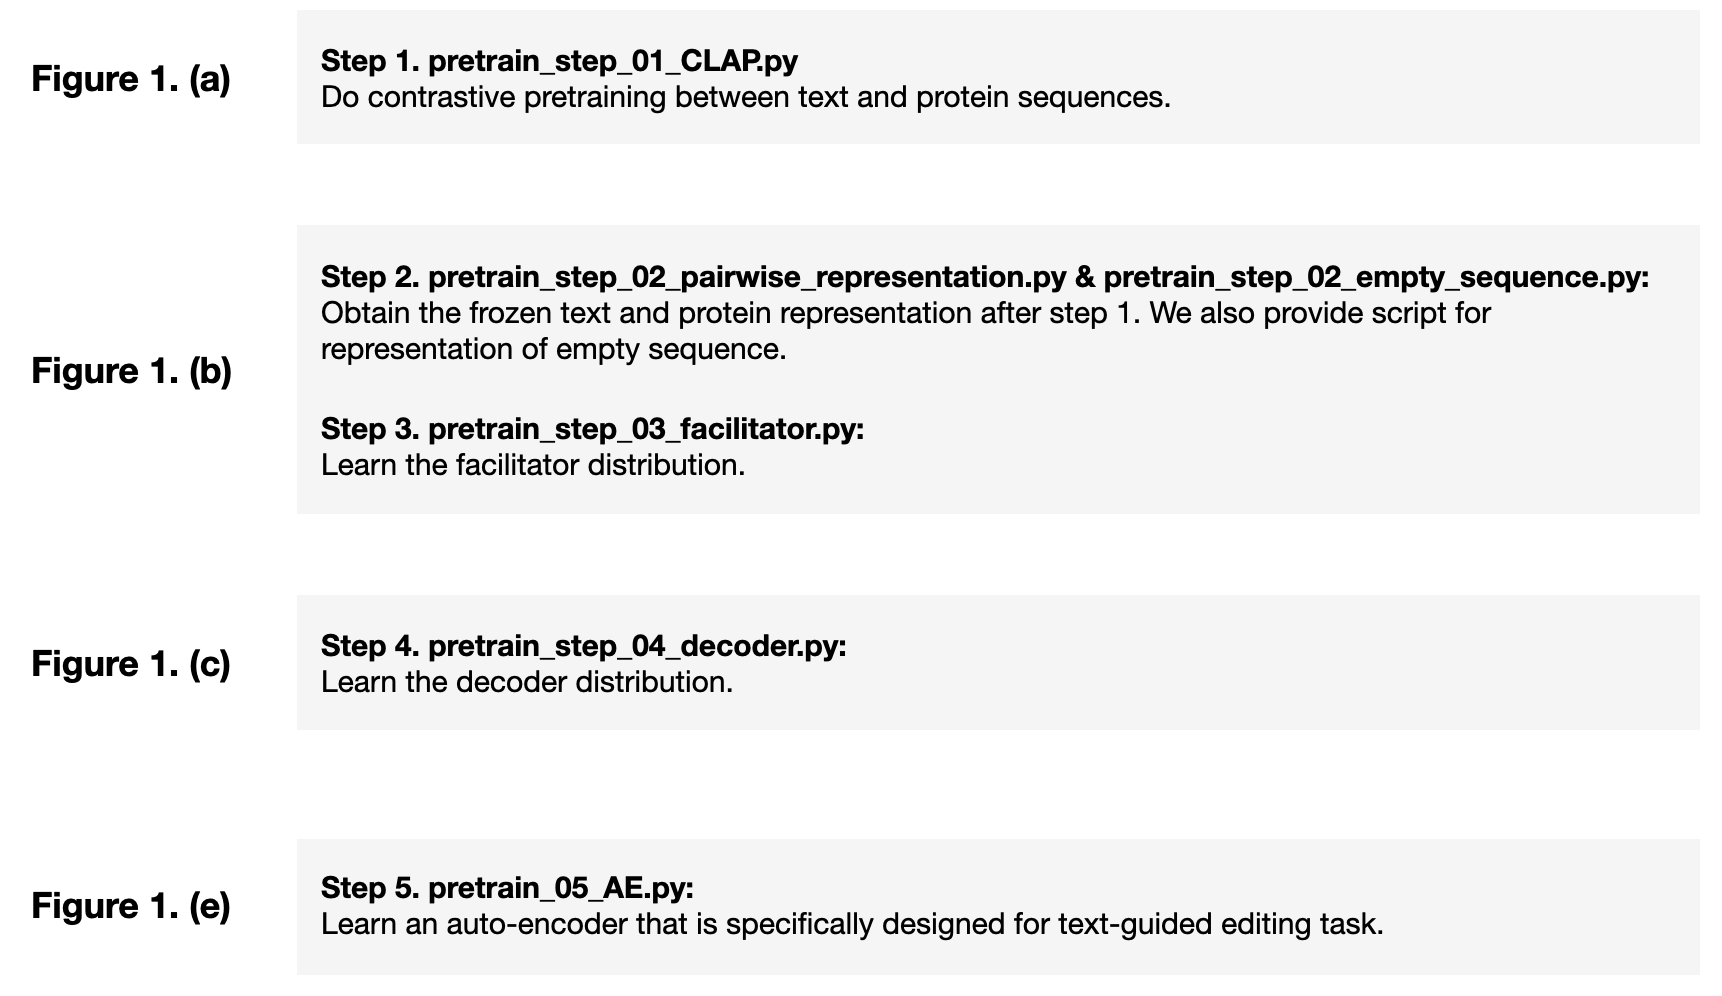 Figure 1. (a)
Step 1. pretrain_step_01_CLAP.py
Do contrastive pretraining between text and protein sequences.
Figure 1. (b)
Step 2. pretrain_step_02_pairwise_representation.py & pretrain_step_02_empty_sequence.py:
Obtain the frozen text and protein representation after step 1. We also provide script for
representation of empty sequence.
Step 3. pretrain_step_03_facilitator.py:
Learn the facilitator distribution.
Figure 1. (c)
Step 4. pretrain_step_04_decoder.py:
Learn the decoder distribution.
Figure 1. (e)
Step 5. pretrain_05_AE.py:
Learn an auto-encoder that is specifically designed for text-guided editing task.